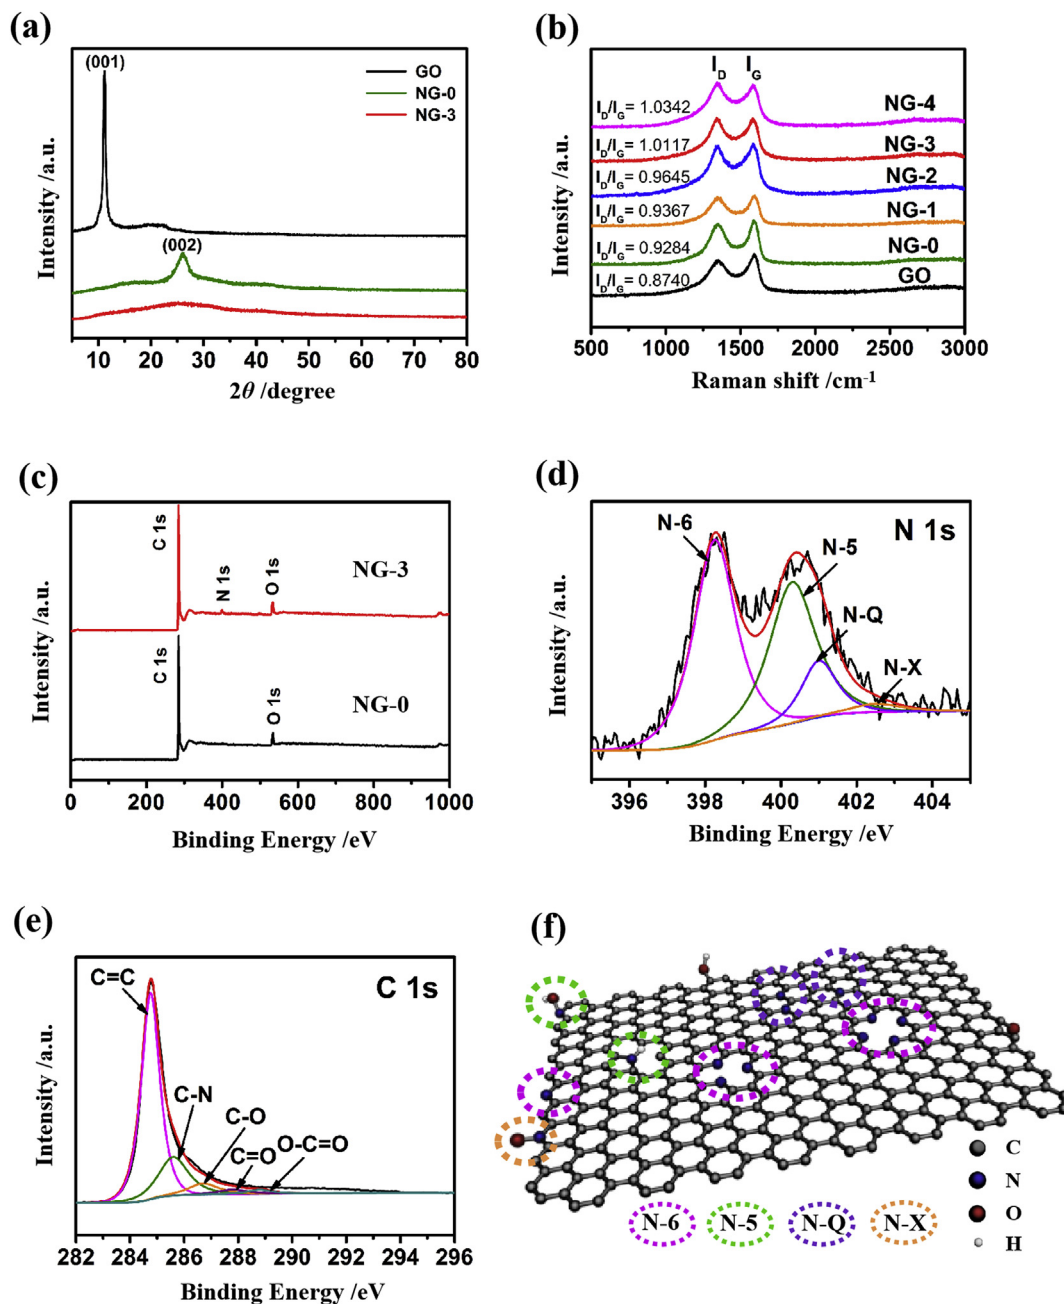 (a)
(001)
GO
NG-0
NG-3
(002)
Intensity /a.u.
10 20 30 40 50 60 70 80
2θ /degree
(b)
I_D I_G
I_D/I_G= 1.0342 NG-4
I_D/I_G= 1.0117 NG-3
I_D/I_G= 0.9645 NG-2
I_D/I_G= 0.9367 NG-1
I_D/I_G= 0.9284 NG-0
I_D/I_G= 0.8740 GO
Intensity /a.u.
500 1000 1500 2000 2500 3000
Raman shift /cm⁻¹
(c)
C 1s
N 1s
O 1s
NG-3
C 1s
O 1s
NG-0
Intensity /a.u.
0 200 400 600 800 1000
Binding Energy /eV
(d)
N 1s
N-6
N-5
N-Q
N-X
Intensity /a.u.
396 398 400 402 404
Binding Energy /eV
(e)
C 1s
C=C
C-N
C-O
C=O
O-C=O
Intensity /a.u.
282 284 286 288 290 292 294 296
Binding Energy /eV
(f)
C
N
O
H
N-6 N-5 N-Q N-X